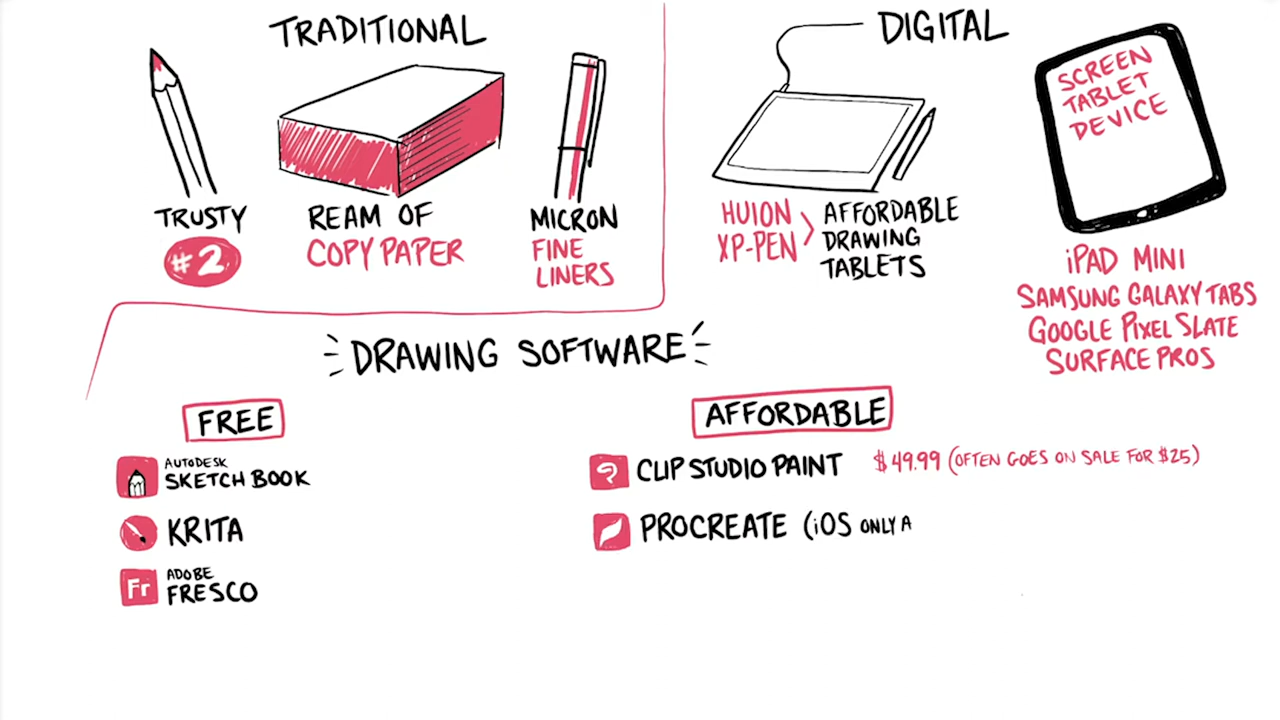 TRADITIONAL
TRUSTY
#2
REAM OF
COPY PAPER
MICRON
FINE
LINERS
DIGITAL
HUION
XP-PEN
AFFORDABLE
DRAWING
TABLETS
SCREEN
TABLET
DEVICE
iPAD MINI
SAMSUNG GALAXY TABS
GOOGLE PIXEL SLATE
SURFACE PROS
DRAWING SOFTWARE
FREE
AUTODESK
SKETCHBOOK
KRITA
Fr
ADOBE
FRESCO
AFFORDABLE
CLIP STUDIO PAINT $49.99 (OFTEN GOES ON SALE FOR $25)
PROCREATE (iOS ONLY A